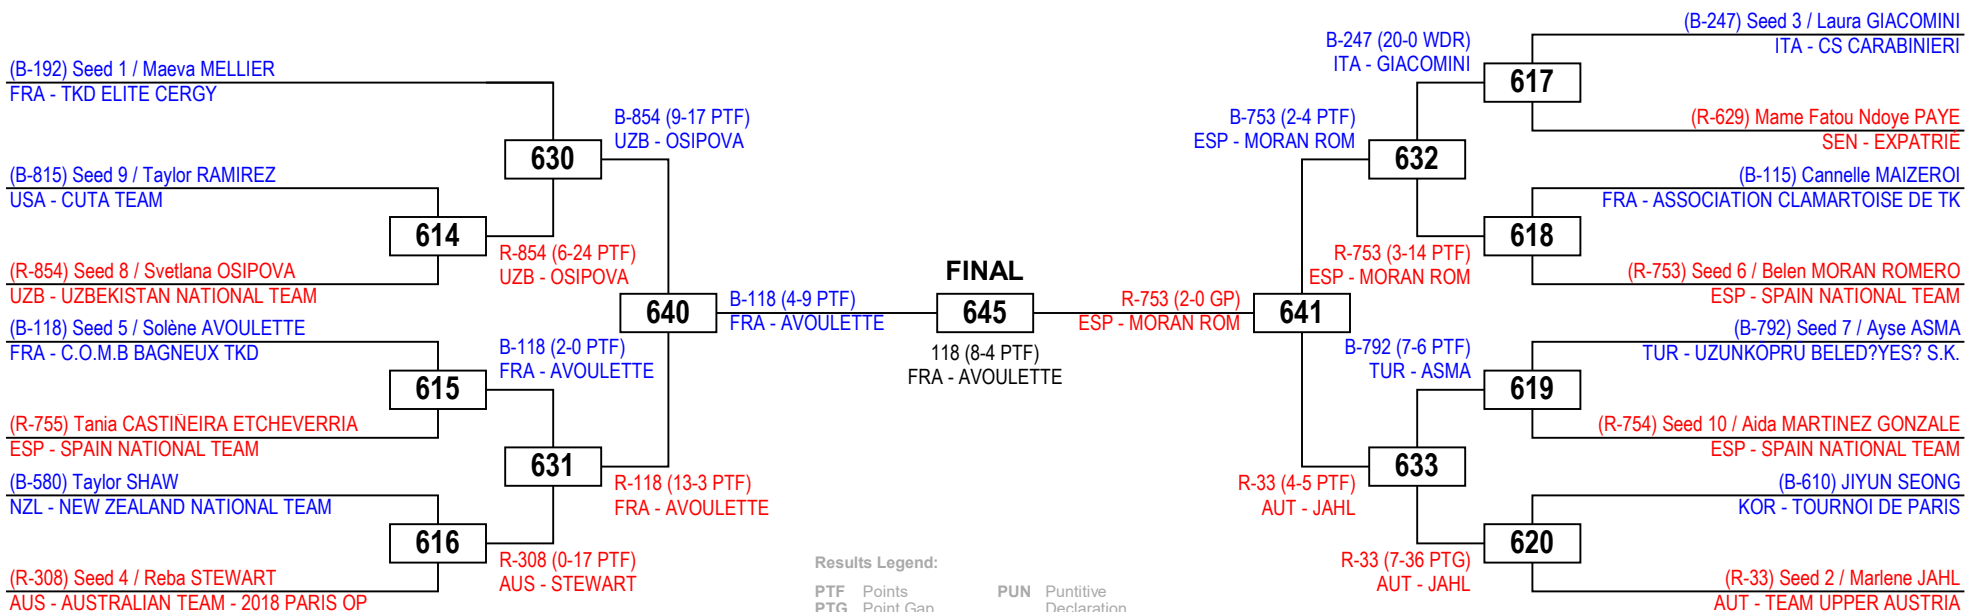 (B-192) Seed 1 / Maeva MELLIER
FRA - TKD ELITE CERGY
(B-815) Seed 9 / Taylor RAMIREZ
USA - CUTA TEAM
(R-854) Seed 8 / Svetlana OSIPOVA
UZB - UZBEKISTAN NATIONAL TEAM
(B-118) Seed 5 / Solène AVOULETTE
FRA - C.O.M.B BAGNEUX TKD
(R-755) Tania CASTIÑEIRA ETCHEVERRIA
ESP - SPAIN NATIONAL TEAM
(B-580) Taylor SHAW
NZL - NEW ZEALAND NATIONAL TEAM
(R-308) Seed 4 / Reba STEWART
AUS - AUSTRALIAN TEAM - 2018 PARIS OP
614
615
616
R-854 (6-24 PTF)
UZB - OSIPOVA
B-118 (2-0 PTF)
FRA - AVOULETTE
R-308 (0-17 PTF)
AUS - STEWART
630
631
B-854 (9-17 PTF)
UZB - OSIPOVA
R-118 (13-3 PTF)
FRA - AVOULETTE
640
B-118 (4-9 PTF)
FRA - AVOULETTE
FINAL
645
118 (8-4 PTF)
FRA - AVOULETTE
R-753 (2-0 GP)
ESP - MORAN ROM
641
B-753 (2-4 PTF)
ESP - MORAN ROM
R-33 (4-5 PTF)
AUT - JAHL
632
633
B-247 (20-0 WDR)
ITA - GIACOMINI
R-753 (3-14 PTF)
ESP - MORAN ROM
B-792 (7-6 PTF)
TUR - ASMA
R-33 (7-36 PTG)
AUT - JAHL
617
618
619
620
(B-247) Seed 3 / Laura GIACOMINI
ITA - CS CARABINIERI
(R-629) Mame Fatou Ndoye PAYE
SEN - EXPATRIÉ
(B-115) Cannelle MAIZEROI
FRA - ASSOCIATION CLAMARTOISE DE TK
(R-753) Seed 6 / Belen MORAN ROMERO
ESP - SPAIN NATIONAL TEAM
(B-792) Seed 7 / Ayse ASMA
TUR - UZUNKOPRU BELED?YES? S.K.
(R-754) Seed 10 / Aida MARTINEZ GONZALE
ESP - SPAIN NATIONAL TEAM
(B-610) JIYUN SEONG
KOR - TOURNOI DE PARIS
(R-33) Seed 2 / Marlene JAHL
AUT - TEAM UPPER AUSTRIA
Results Legend:
PTF Points PUN Puntitive
PTG Point Gap Declaration